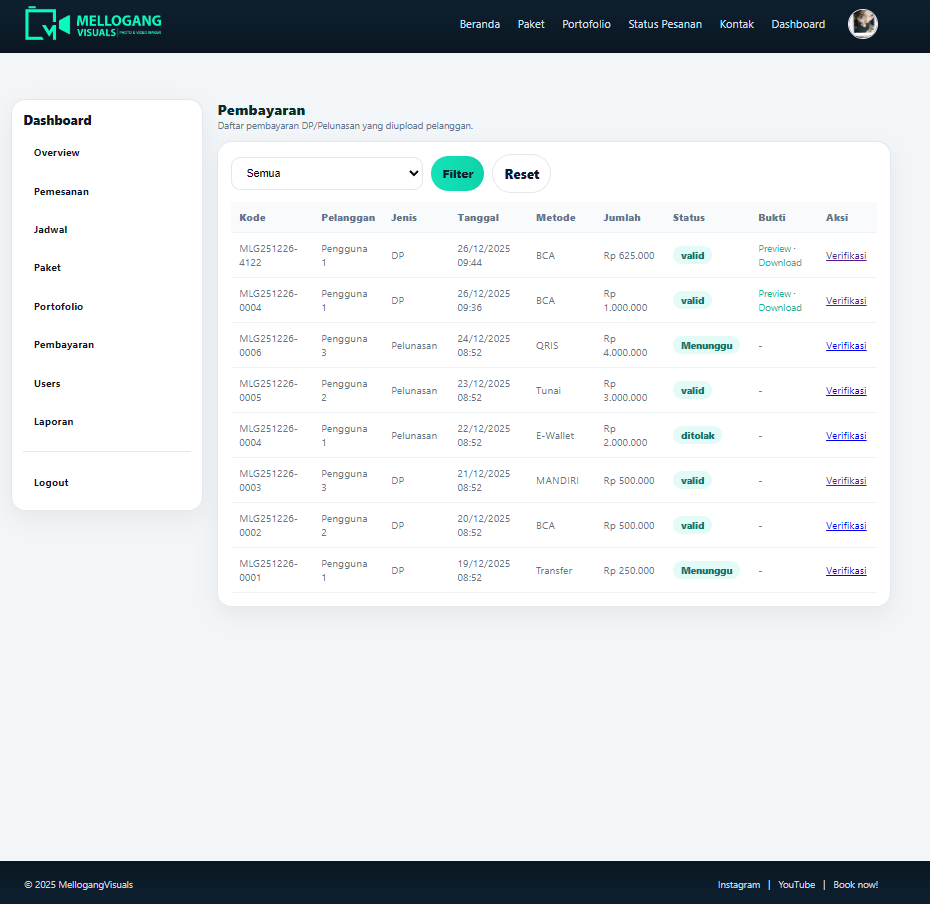 MELLOGANG
VISUALS PHOTO & VIDEO MAKER
Beranda Paket Portofolio Status Pesanan Kontak Dashboard
Dashboard
Overview
Pemesanan
Jadwal
Paket
Portofolio
Pembayaran
Users
Laporan
Logout
Pembayaran
Daftar pembayaran DP/Pelunasan yang diupload pelanggan.
Semua Filter Reset
Kode Pelanggan Jenis Tanggal Metode Jumlah Status Bukti Aksi
MLG251226-4122 Pengguna 1 DP 26/12/2025 09:44 BCA Rp 625.000 valid Preview · Download Verifikasi
MLG251226-0004 Pengguna 1 DP 26/12/2025 09:36 BCA Rp 1.000.000 valid Preview · Download Verifikasi
MLG251226-0006 Pengguna 3 Pelunasan 24/12/2025 08:52 QRIS Rp 4.000.000 Menunggu - Verifikasi
MLG251226-0005 Pengguna 2 Pelunasan 23/12/2025 08:52 Tunai Rp 3.000.000 valid - Verifikasi
MLG251226-0004 Pengguna 1 Pelunasan 22/12/2025 08:52 E-Wallet Rp 2.000.000 ditolak - Verifikasi
MLG251226-0003 Pengguna 3 DP 21/12/2025 08:52 MANDIRI Rp 500.000 valid - Verifikasi
MLG251226-0002 Pengguna 2 DP 20/12/2025 08:52 BCA Rp 500.000 valid - Verifikasi
MLG251226-0001 Pengguna 1 DP 19/12/2025 08:52 Transfer Rp 250.000 Menunggu - Verifikasi
© 2025 MellogangVisuals
Instagram | YouTube | Book now!